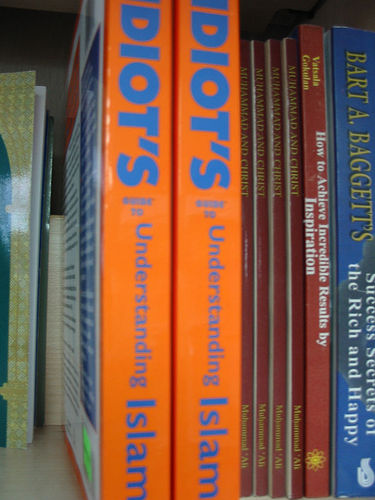 IDIOT'S GUIDE TO Understanding Islam
IDIOT'S GUIDE TO Understanding Islam
MUHAMMAD AND CHRIST Muhammad 'Ali
MUHAMMAD AND CHRIST Muhammad 'Ali
MUHAMMAD AND CHRIST Muhammad 'Ali
MUHAMMAD AND CHRIST Muhammad 'Ali
Vatsala
Gokulan
How to Achieve Incredible Results by
Inspiration
BART A. BAGGETT'S
Success Secrets of
the Rich and Happy